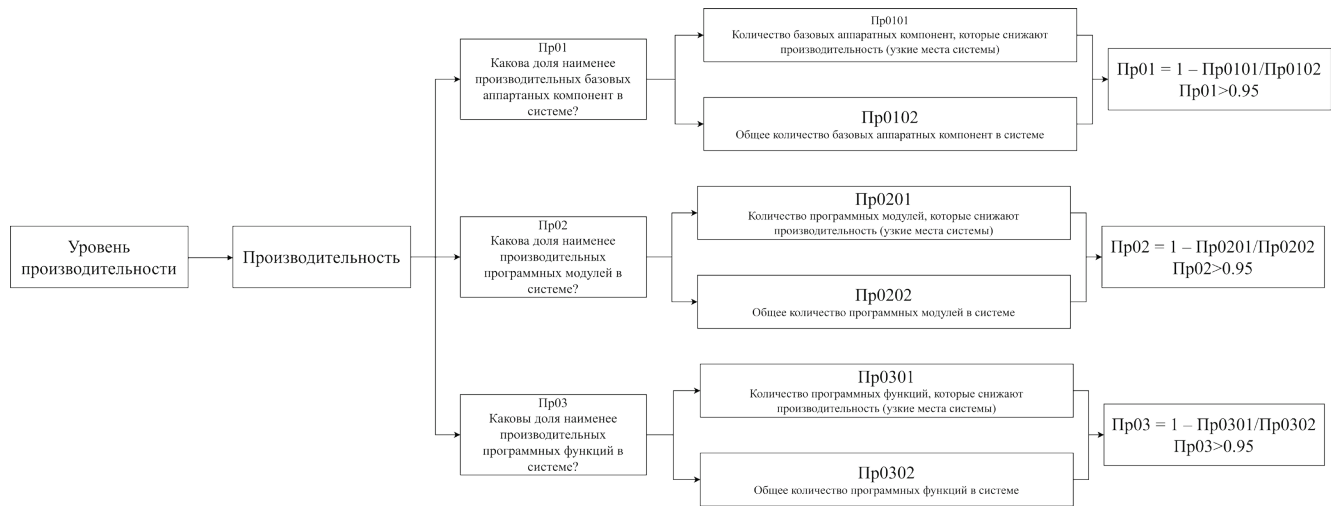 Уровень
производительности
Производительность
Пр01
Какова доля наименее
производительных базовых
аппартаных компонент в
системе?
Пр0101
Количество базовых аппаратных компонент, которые снижают
производительность (узкие места системы)
Пр0102
Общее количество базовых аппаратных компонент в системе
Пр01 = 1 – Пр0101/Пр0102
Пр01>0.95
Пр02
Какова доля наименее
производительных
программных модулей в
системе?
Пр0201
Количество программных модулей, которые снижают
производительность (узкие места системы)
Пр0202
Общее количество программных модулей в системе
Пр02 = 1 – Пр0201/Пр0202
Пр02>0.95
Пр03
Каковы доля наименее
производительных
программных функций в
системе?
Пр0301
Количество программных функций, которые снижают
производительность (узкие места системы)
Пр0302
Общее количество программных функций в системе
Пр03 = 1 – Пр0301/Пр0302
Пр03>0.95